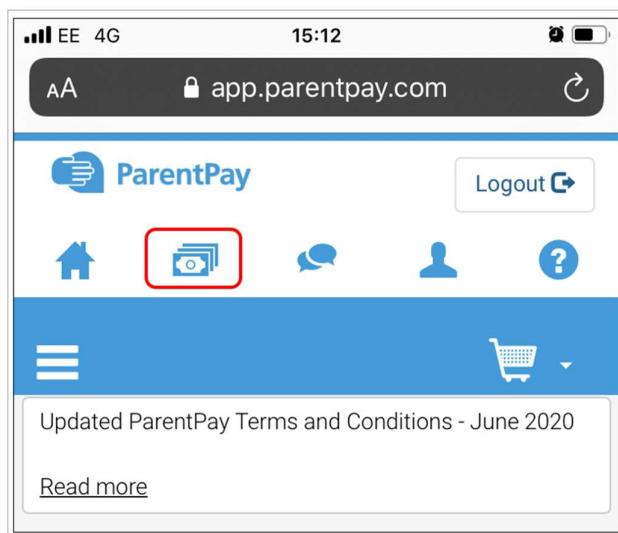 EE 4G 15:12
AA app.parentpay.com
ParentPay
Logout
?
Updated ParentPay Terms and Conditions - June 2020
Read more